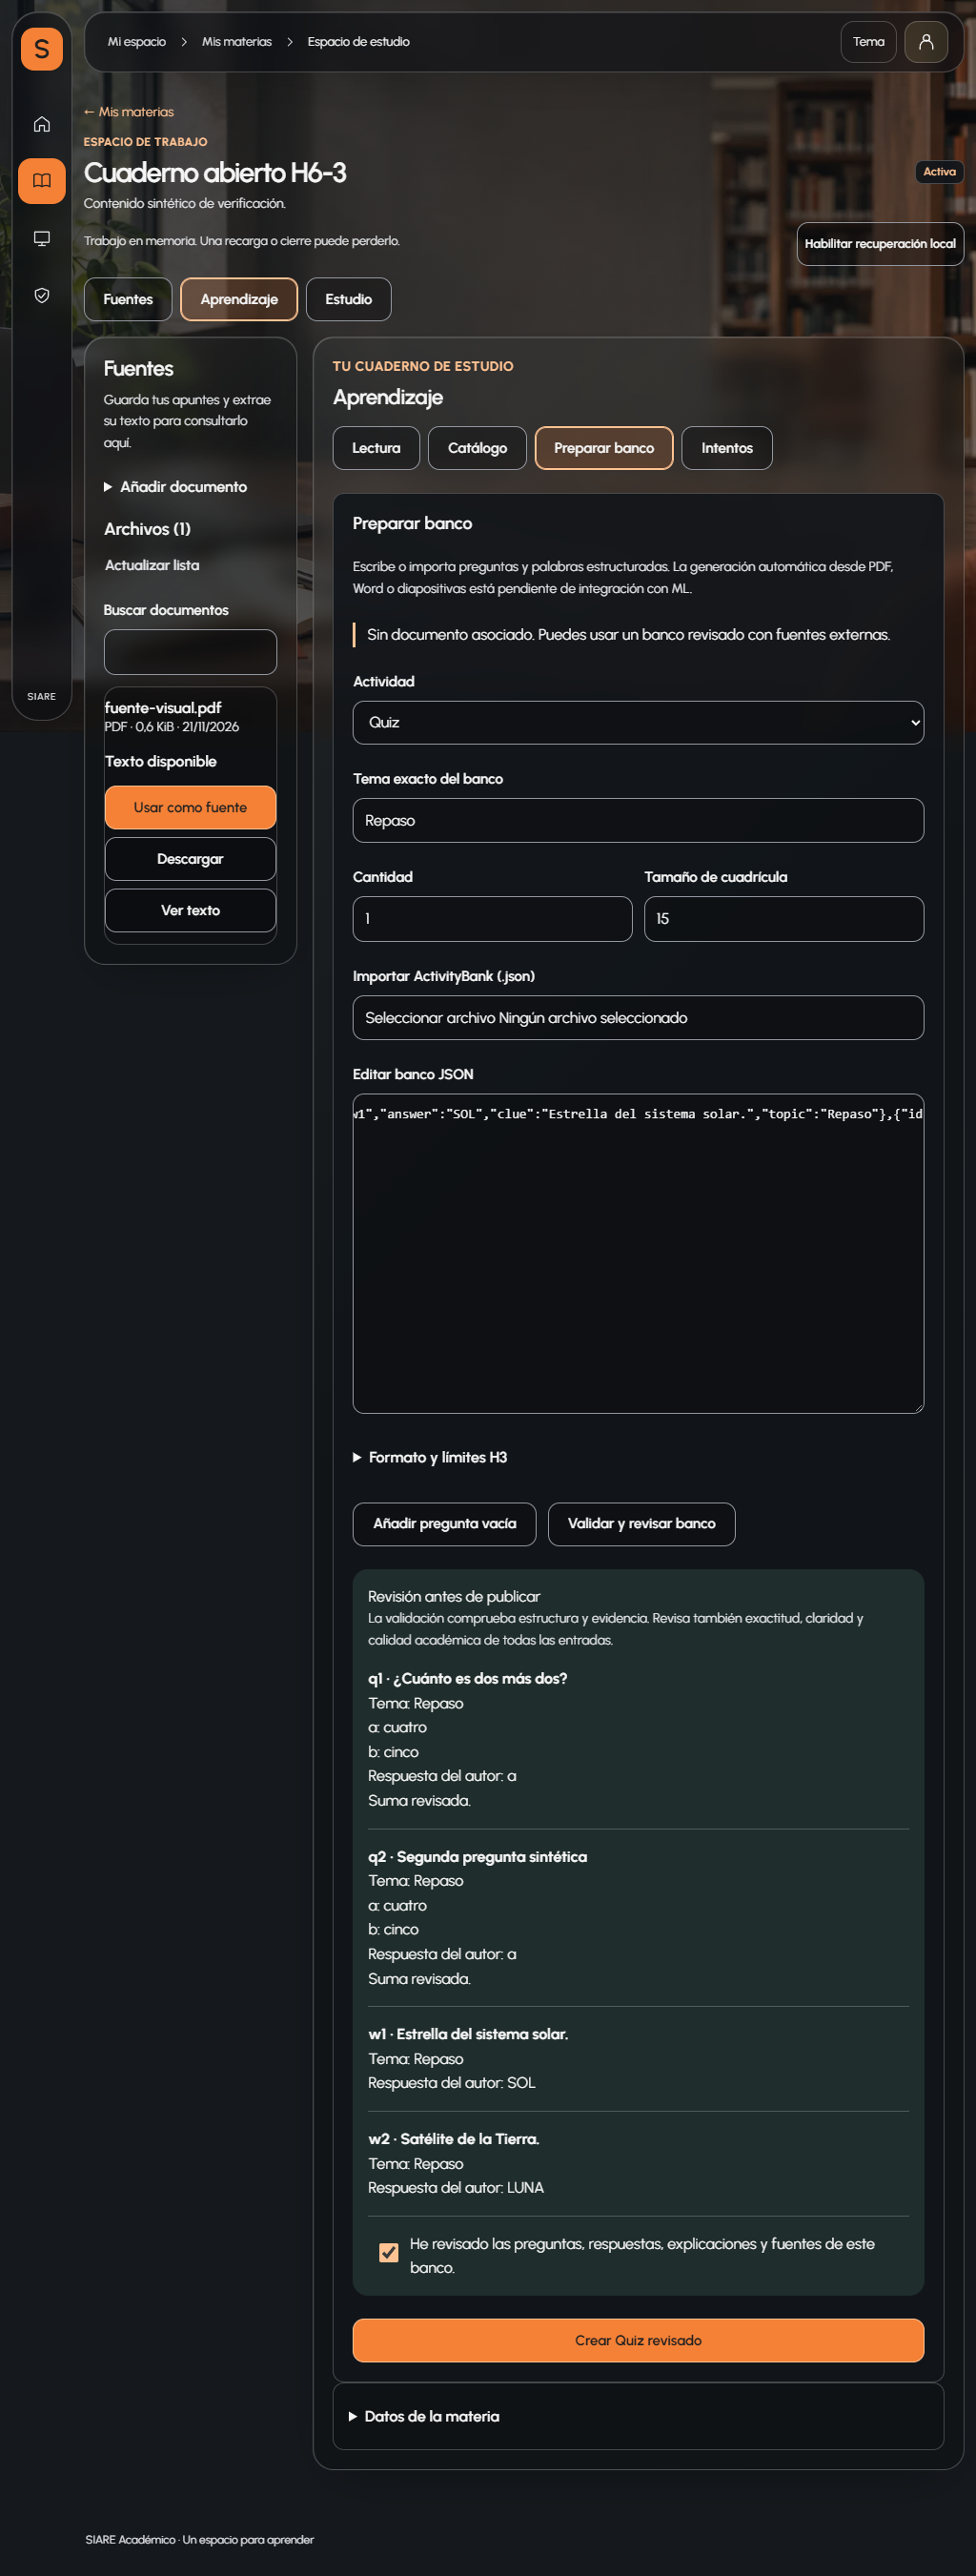 S
Mi espacio > Mis materias > Espacio de estudio
Tema
← Mis materias
ESPACIO DE TRABAJO
Cuaderno abierto H6-3
Activa
Contenido sintético de verificación.
Trabajo en memoria. Una recarga o cierre puede perderlo.
Habilitar recuperación local
Fuentes
Aprendizaje
Estudio
SIARE
Fuentes
Guarda tus apuntes y extrae
su texto para consultarlo
aquí.
Añadir documento
Archivos (1)
Actualizar lista
Buscar documentos
fuente-visual.pdf
PDF · 0,6 KiB · 21/11/2026
Texto disponible
Usar como fuente
Descargar
Ver texto
TU CUADERNO DE ESTUDIO
Aprendizaje
Lectura
Catálogo
Preparar banco
Intentos
Preparar banco
Escribe o importa preguntas y palabras estructuradas. La generación automática desde PDF,
Word o diapositivas está pendiente de integración con ML.
Sin documento asociado. Puedes usar un banco revisado con fuentes externas.
Actividad
Quiz
Tema exacto del banco
Repaso
Cantidad
Tamaño de cuadrícula
1
15
Importar ActivityBank (.json)
Seleccionar archivo Ningún archivo seleccionado
Editar banco JSON
w1","answer":"SOL","clue":"Estrella del sistema solar.","topic":"Repaso"},{"id
Formato y límites H3
Añadir pregunta vacía
Validar y revisar banco
Revisión antes de publicar
La validación comprueba estructura y evidencia. Revisa también exactitud, claridad y
calidad académica de todas las entradas.
q1 · ¿Cuánto es dos más dos?
Tema: Repaso
a: cuatro
b: cinco
Respuesta del autor: a
Suma revisada.
q2 · Segunda pregunta sintética
Tema: Repaso
a: cuatro
b: cinco
Respuesta del autor: a
Suma revisada.
w1 · Estrella del sistema solar.
Tema: Repaso
Respuesta del autor: SOL
w2 · Satélite de la Tierra.
Tema: Repaso
Respuesta del autor: LUNA
He revisado las preguntas, respuestas, explicaciones y fuentes de este
banco.
Crear Quiz revisado
Datos de la materia
SIARE Académico · Un espacio para aprender